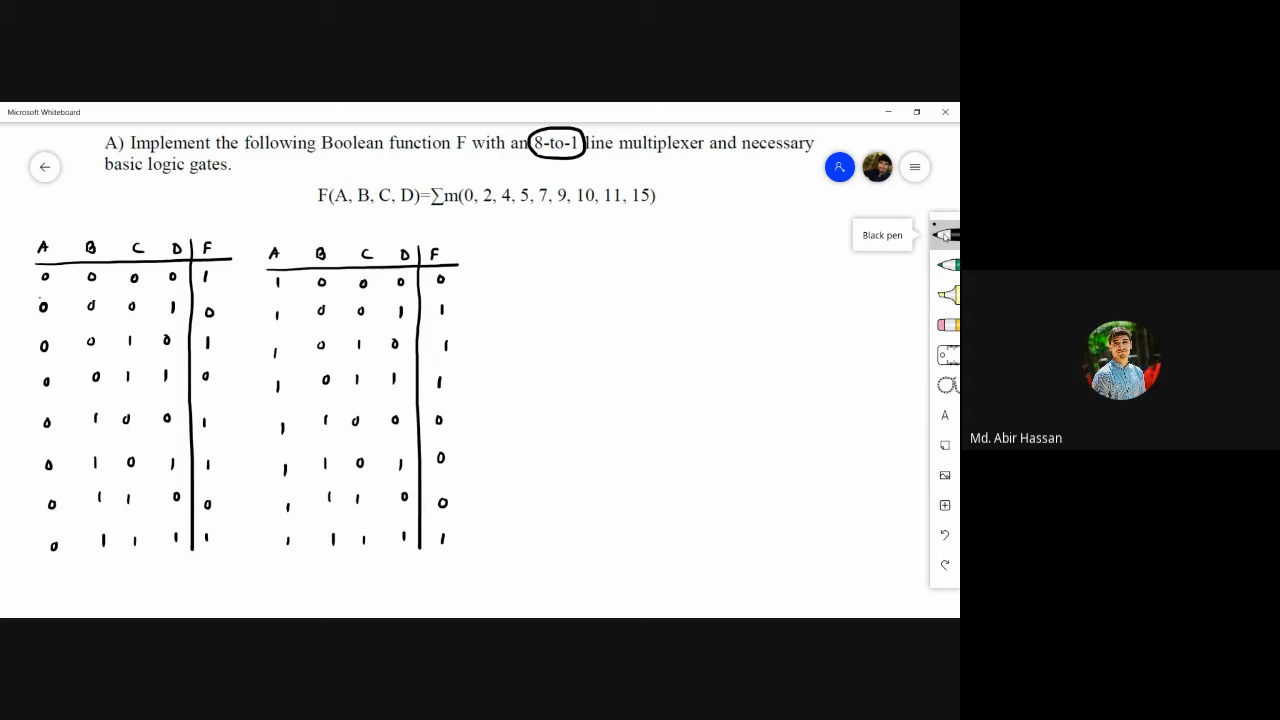 Microsoft Whiteboard
A) Implement the following Boolean function F with an 8-to-1 line multiplexer and necessary
basic logic gates.
F(A, B, C, D)=∑m(0, 2, 4, 5, 7, 9, 10, 11, 15)
Black pen
A B C D F
0 0 0 0 1
0 0 0 1 0
0 0 1 0 1
0 0 1 1 0
0 1 0 0 1
0 1 0 1 1
0 1 1 0 0
0 1 1 1 1
A B C D F
1 0 0 0 0
1 0 0 1 1
1 0 1 0 1
1 0 1 1 1
1 1 0 0 0
1 1 0 1 0
1 1 1 0 0
1 1 1 1 1
A
Md. Abir Hassan